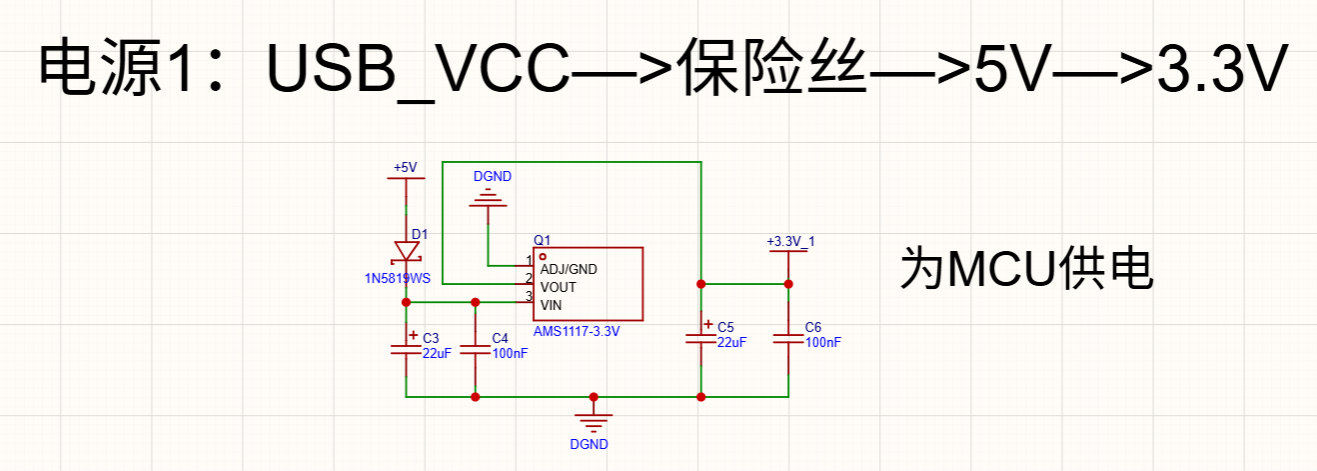 电源1：USB_VCC—>保险丝—>5V—>3.3V
+5V
DGND
D1
1N5819WS
Q1
1 ADJ/GND
2 VOUT
3 VIN
AMS1117-3.3V
+3.3V_1
为MCU供电
+ C3
22uF
C4
100nF
+ C5
22uF
C6
100nF
DGND